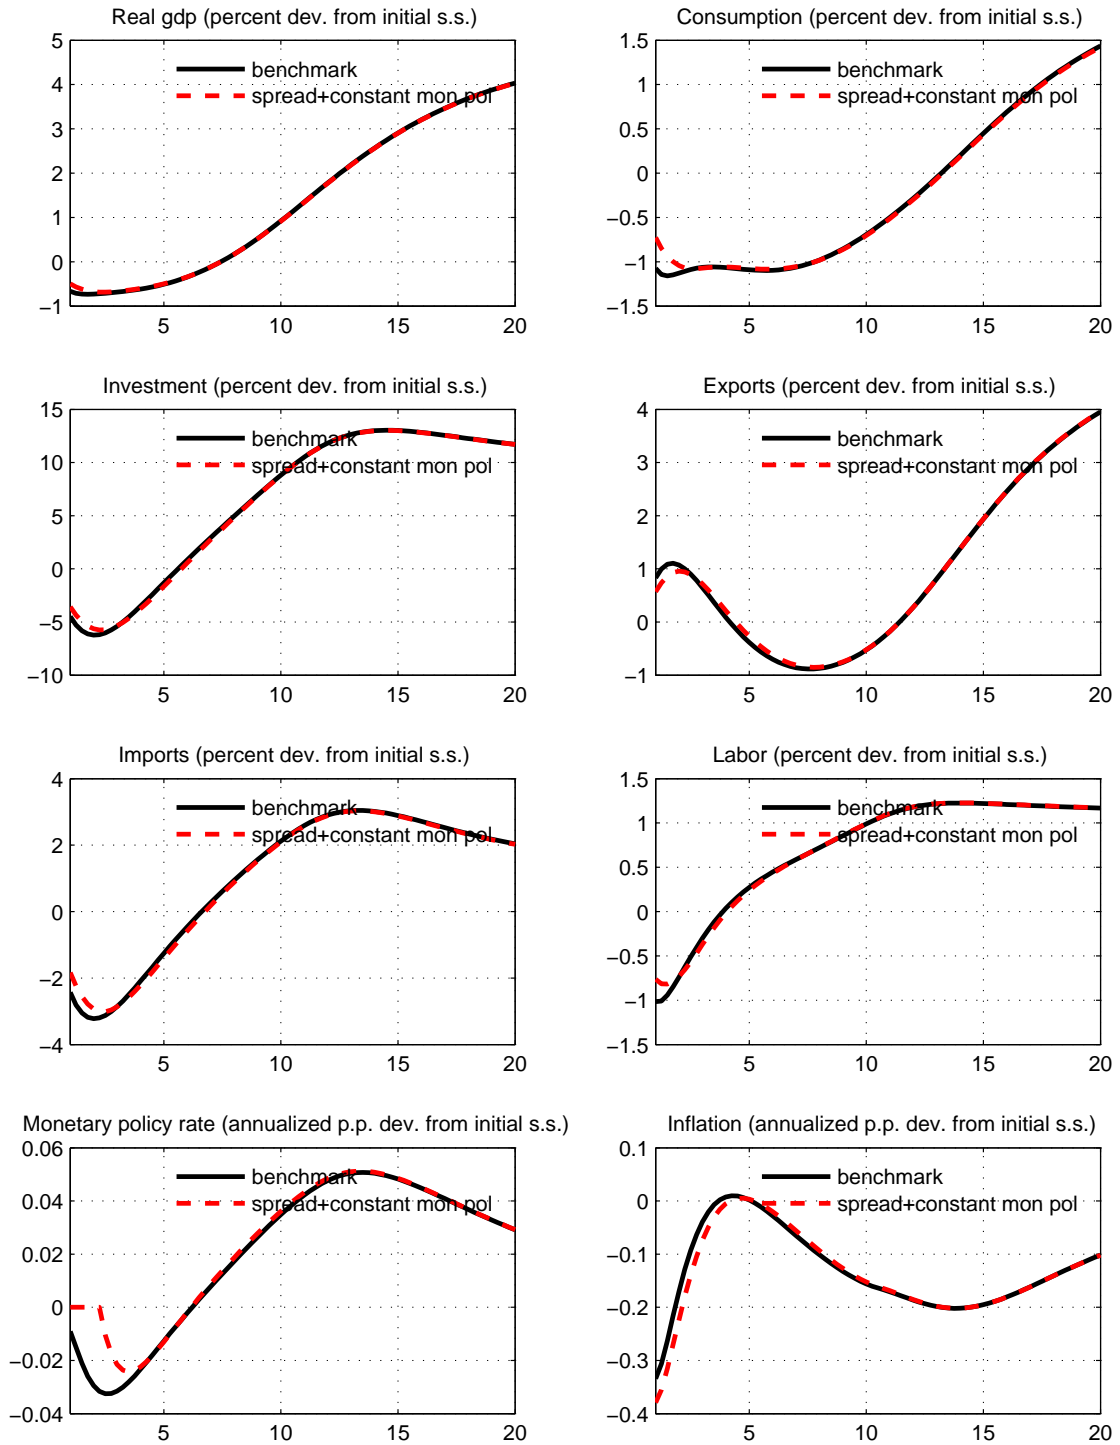 Real gdp (percent dev. from initial s.s.)
5
4
3
2
1
0
−1
benchmark
spread+constant mon pol
5 10 15 20
Consumption (percent dev. from initial s.s.)
1.5
1
0.5
0
−0.5
−1
−1.5
benchmark
spread+constant mon pol
5 10 15 20
Investment (percent dev. from initial s.s.)
15
10
5
0
−5
−10
benchmark
spread+constant mon pol
5 10 15 20
Exports (percent dev. from initial s.s.)
4
3
2
1
0
−1
benchmark
spread+constant mon pol
5 10 15 20
Imports (percent dev. from initial s.s.)
4
2
0
−2
−4
benchmark
spread+constant mon pol
5 10 15 20
Labor (percent dev. from initial s.s.)
1.5
1
0.5
0
−0.5
−1
−1.5
benchmark
spread+constant mon pol
5 10 15 20
Monetary policy rate (annualized p.p. dev. from initial s.s.)
0.06
0.04
0.02
0
−0.02
−0.04
benchmark
spread+constant mon pol
5 10 15 20
Inflation (annualized p.p. dev. from initial s.s.)
0.1
0
−0.1
−0.2
−0.3
−0.4
benchmark
spread+constant mon pol
5 10 15 20